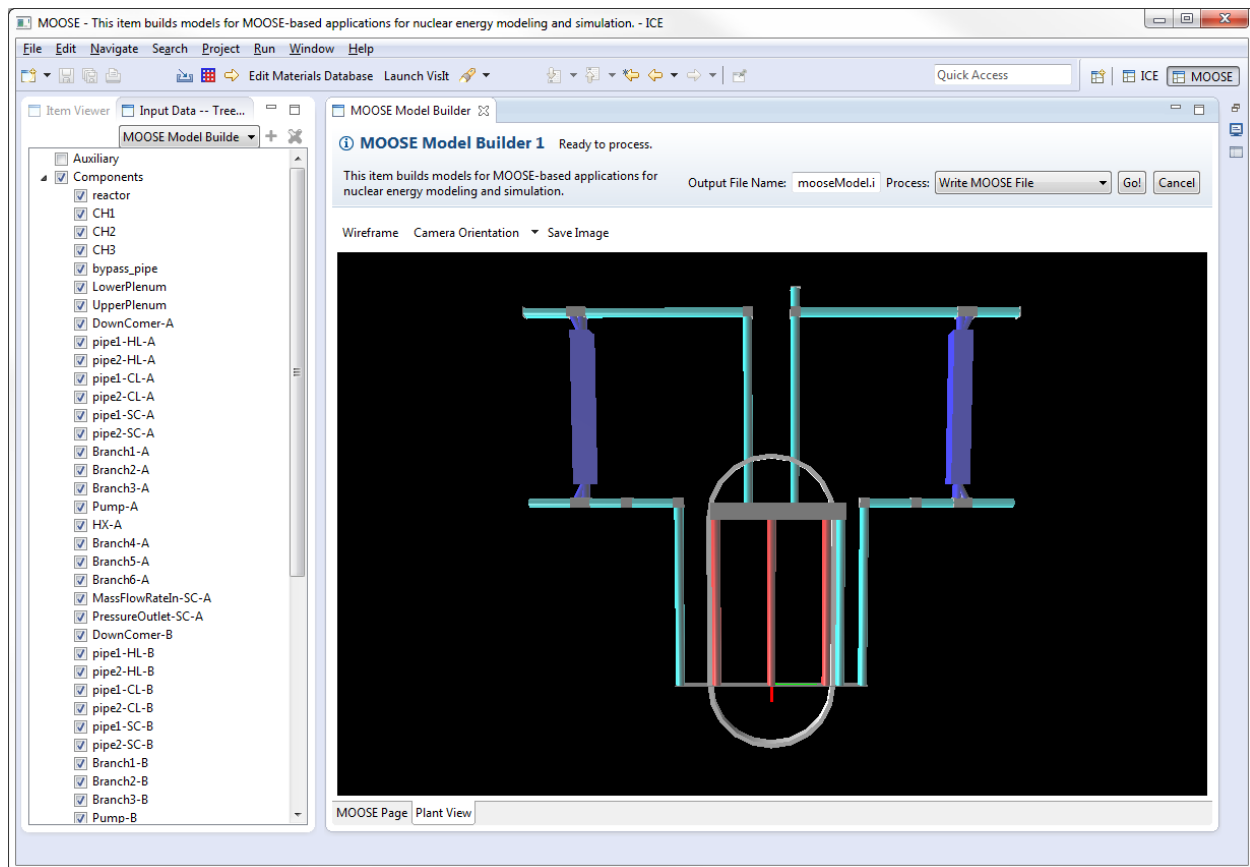 MOOSE - This item builds models for MOOSE-based applications for nuclear energy modeling and simulation. - ICE
File Edit Navigate Search Project Run Window Help
Edit Materials Database Launch VisIt
Quick Access
ICE
MOOSE
Item Viewer
Input Data -- Tree...
MOOSE Model Builde
Auxiliary
Components
reactor
CH1
CH2
CH3
bypass_pipe
LowerPlenum
UpperPlenum
DownComer-A
pipe1-HL-A
pipe2-HL-A
pipe1-CL-A
pipe2-CL-A
pipe1-SC-A
pipe2-SC-A
Branch1-A
Branch2-A
Branch3-A
Pump-A
HX-A
Branch4-A
Branch5-A
Branch6-A
MassFlowRateIn-SC-A
PressureOutlet-SC-A
DownComer-B
pipe1-HL-B
pipe2-HL-B
pipe1-CL-B
pipe2-CL-B
pipe1-SC-B
pipe2-SC-B
Branch1-B
Branch2-B
Branch3-B
Pump-B
MOOSE Model Builder
MOOSE Model Builder 1 Ready to process.
This item builds models for MOOSE-based applications for
nuclear energy modeling and simulation.
Output File Name: mooseModel.i Process: Write MOOSE File Go! Cancel
Wireframe Camera Orientation Save Image
MOOSE Page Plant View